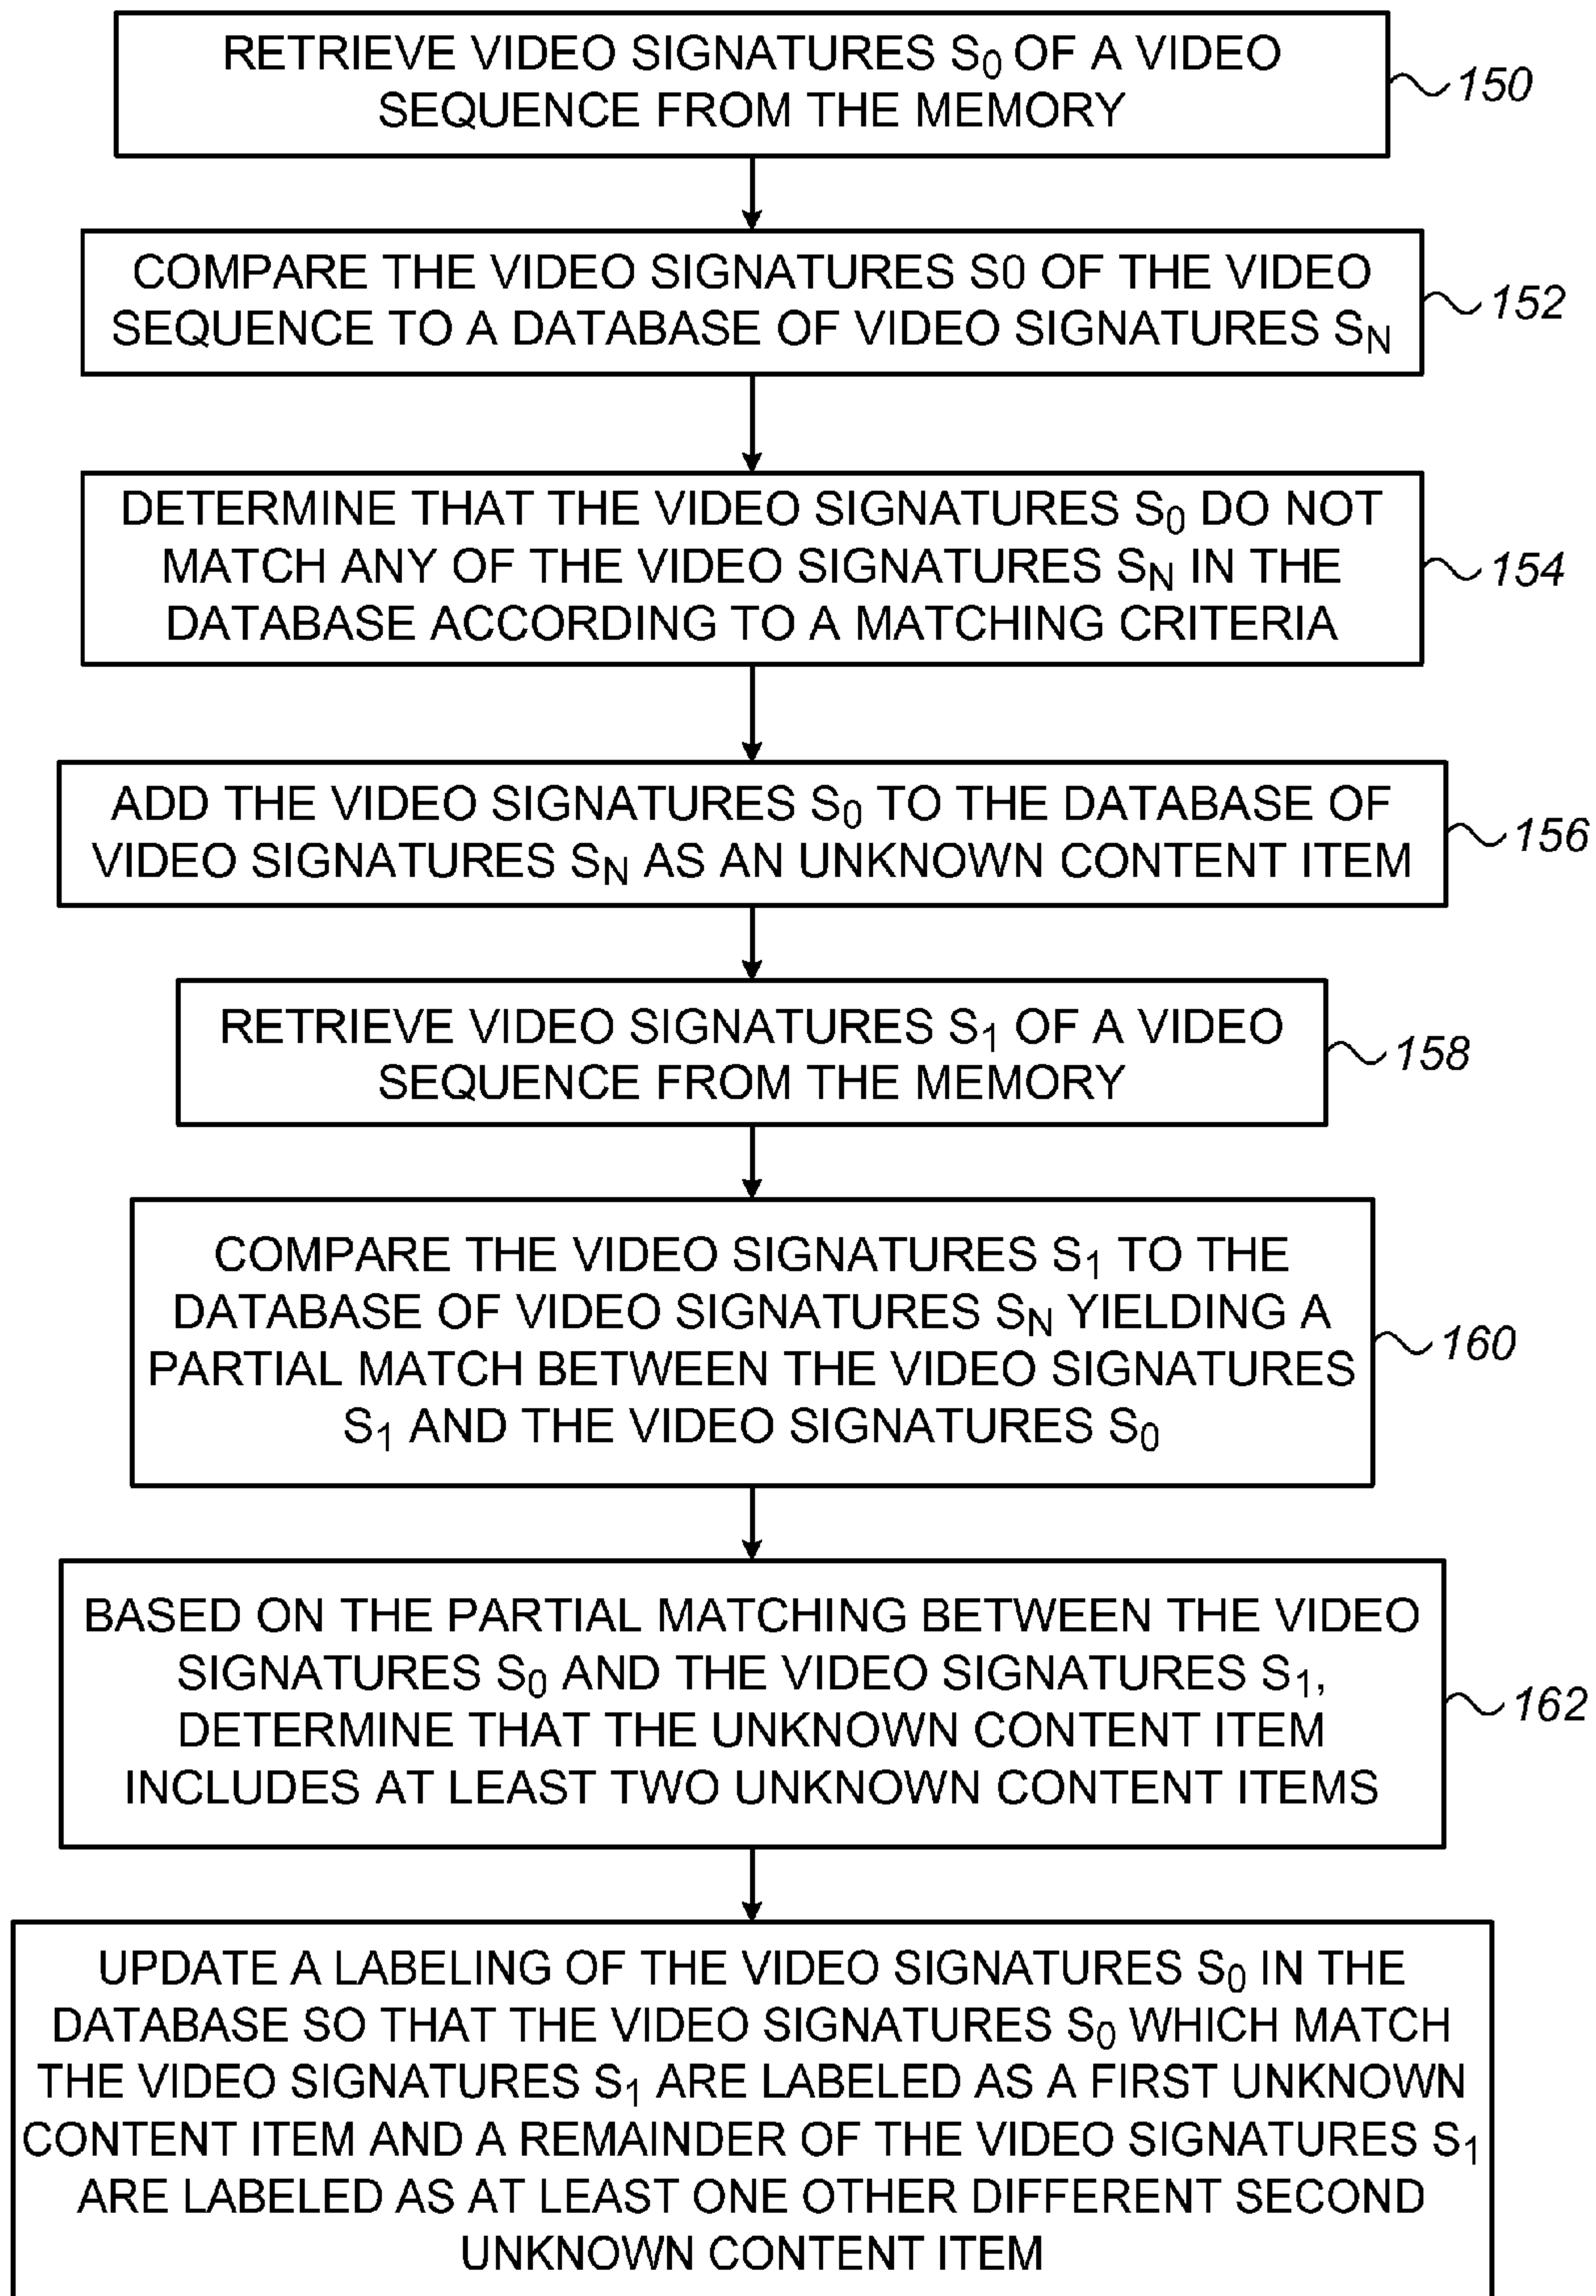 RETRIEVE VIDEO SIGNATURES S0 OF A VIDEO
SEQUENCE FROM THE MEMORY
150
COMPARE THE VIDEO SIGNATURES S0 OF THE VIDEO
SEQUENCE TO A DATABASE OF VIDEO SIGNATURES SN
152
DETERMINE THAT THE VIDEO SIGNATURES S0 DO NOT
MATCH ANY OF THE VIDEO SIGNATURES SN IN THE
DATABASE ACCORDING TO A MATCHING CRITERIA
154
ADD THE VIDEO SIGNATURES S0 TO THE DATABASE OF
VIDEO SIGNATURES SN AS AN UNKNOWN CONTENT ITEM
156
RETRIEVE VIDEO SIGNATURES S1 OF A VIDEO
SEQUENCE FROM THE MEMORY
158
COMPARE THE VIDEO SIGNATURES S1 TO THE
DATABASE OF VIDEO SIGNATURES SN YIELDING A
PARTIAL MATCH BETWEEN THE VIDEO SIGNATURES
S1 AND THE VIDEO SIGNATURES S0
160
BASED ON THE PARTIAL MATCHING BETWEEN THE VIDEO
SIGNATURES S0 AND THE VIDEO SIGNATURES S1,
DETERMINE THAT THE UNKNOWN CONTENT ITEM
INCLUDES AT LEAST TWO UNKNOWN CONTENT ITEMS
162
UPDATE A LABELING OF THE VIDEO SIGNATURES S0 IN THE
DATABASE SO THAT THE VIDEO SIGNATURES S0 WHICH MATCH
THE VIDEO SIGNATURES S1 ARE LABELED AS A FIRST UNKNOWN
CONTENT ITEM AND A REMAINDER OF THE VIDEO SIGNATURES S1
ARE LABELED AS AT LEAST ONE OTHER DIFFERENT SECOND
UNKNOWN CONTENT ITEM